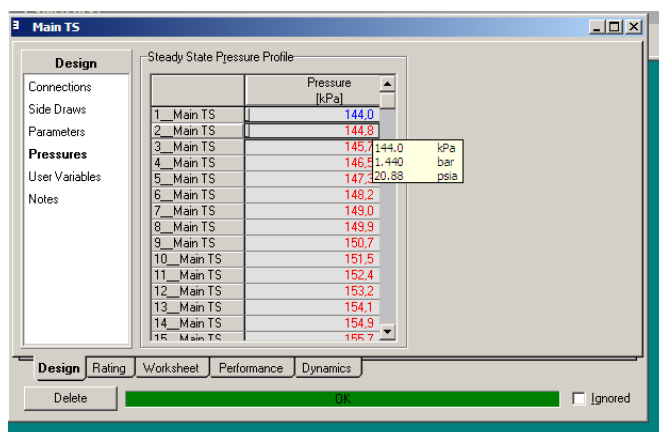 Main TS
Design
Connections
Side Draws
Parameters
Pressures
User Variables
Notes
Steady State Pressure Profile
Pressure
[kPa]
1__Main TS 144,0
2__Main TS 144,8
3__Main TS 145,7
4__Main TS 146,5
5__Main TS 147,3
6__Main TS 148,2
7__Main TS 149,0
8__Main TS 149,9
9__Main TS 150,7
10__Main TS 151,5
11__Main TS 152,4
12__Main TS 153,2
13__Main TS 154,1
14__Main TS 154,9
15__Main TS 155,7
144.0 kPa
1.440 bar
20.88 psia
Design Rating Worksheet Performance Dynamics
Delete OK Ignored